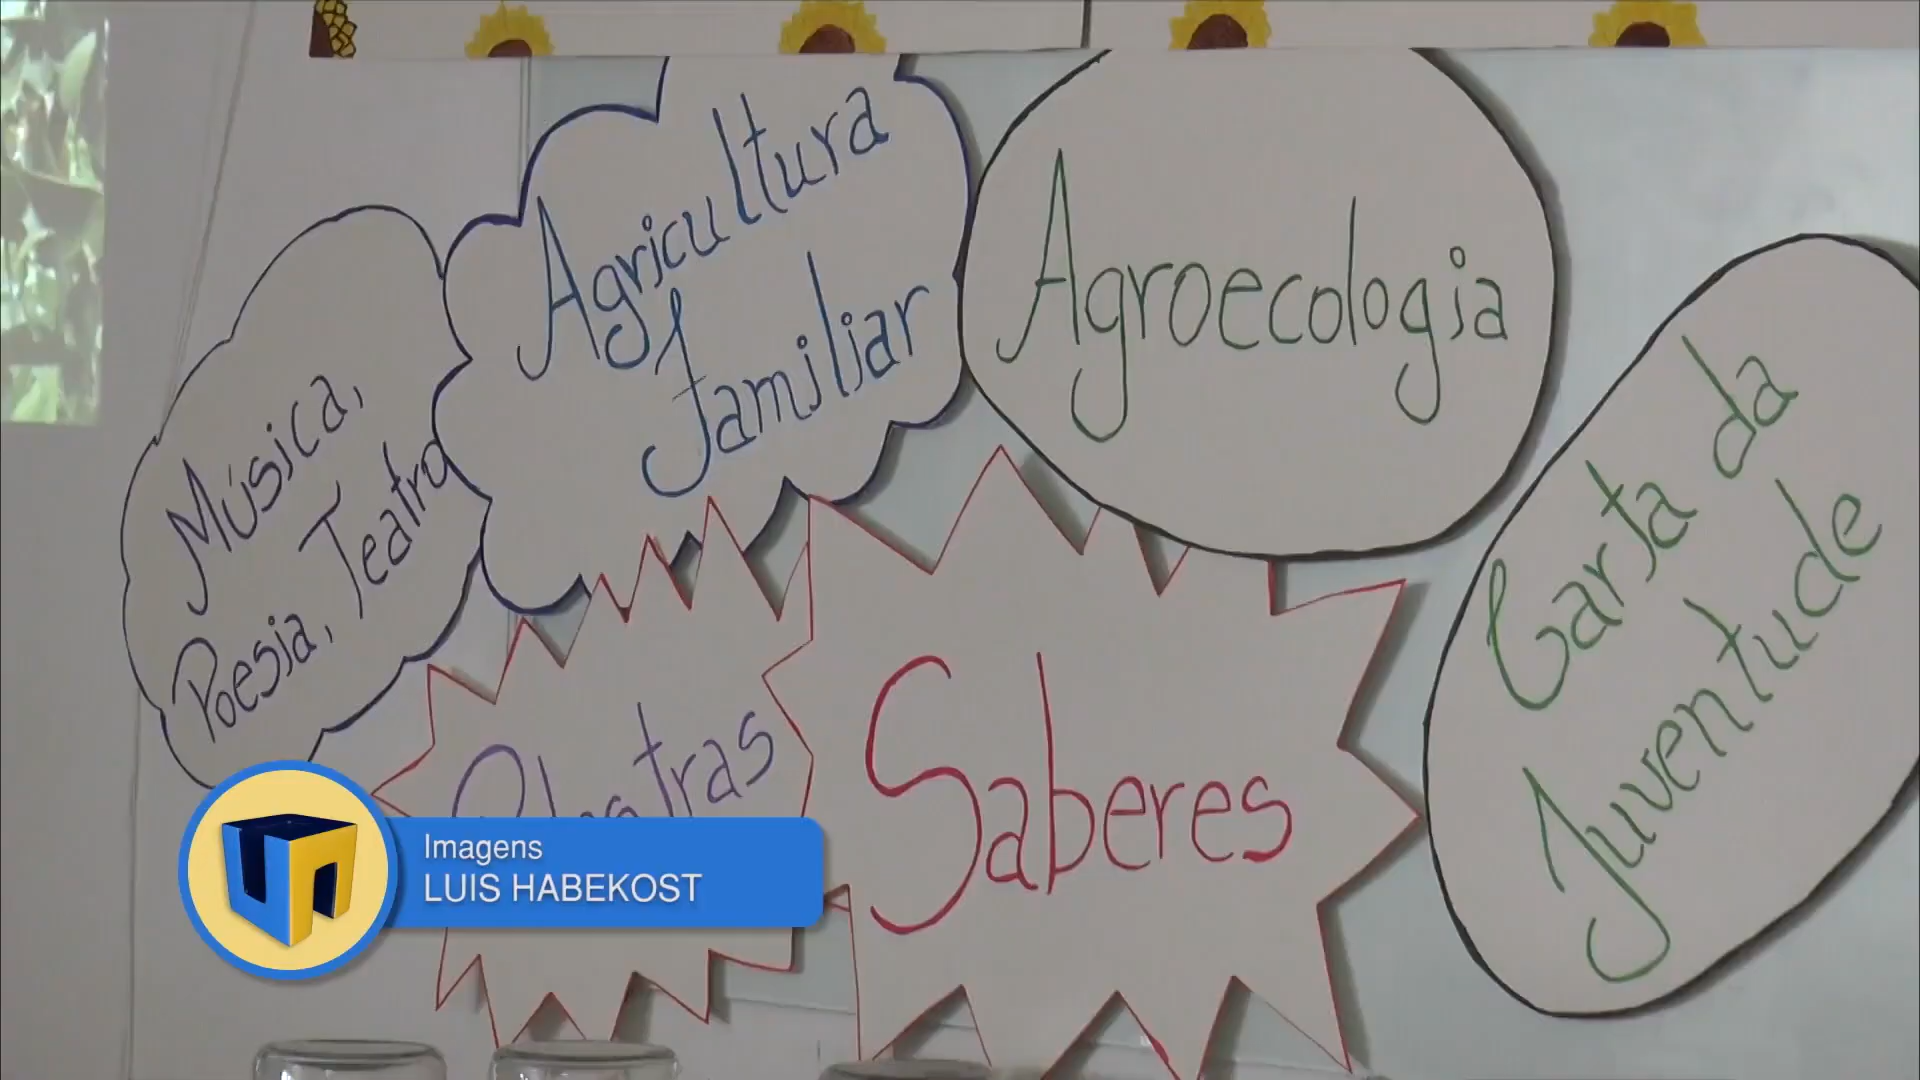 Música,
Poesia, Teatro
Agricultura
familiar
Agroecologia
Carta da
Juventude
Saberes
Imagens
LUIS HABEKOST